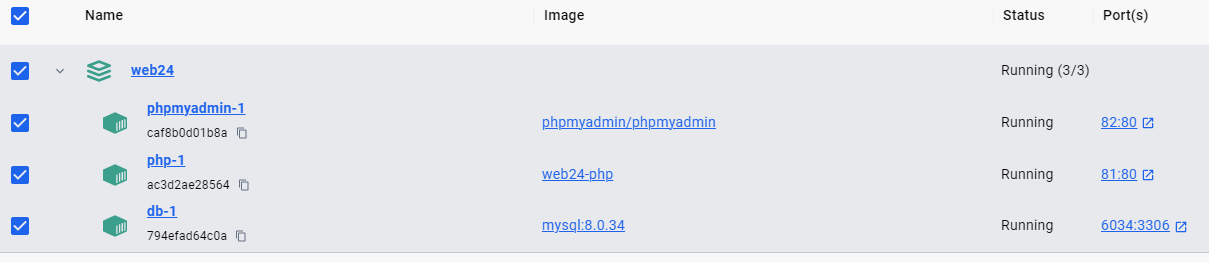 Name Image Status Port(s)
web24 Running (3/3)
phpmyadmin-1
caf8b0d01b8a phpmyadmin/phpmyadmin Running 82:80
php-1
ac3d2ae28564 web24-php Running 81:80
db-1
794efad64c0a mysql:8.0.34 Running 6034:3306